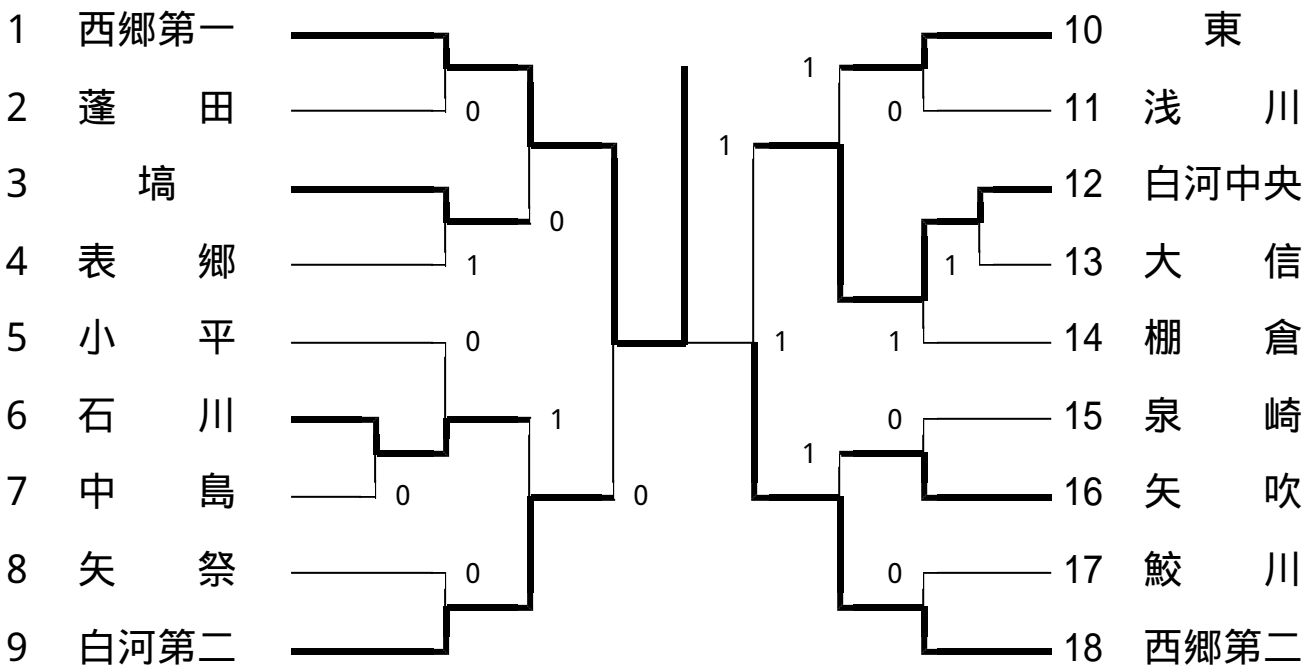 1 西郷第一
10 東
1
2 蓬田
0
0
11 浅川
1
3 塙
12 白河中央
0
4 表郷
1
1
13 大信
5 小平
0
1
1
14 棚倉
6 石川
1
0
15 泉崎
1
7 中島
0
0
16 矢吹
8 矢祭
0
0
17 鮫川
9 白河第二
18 西郷第二